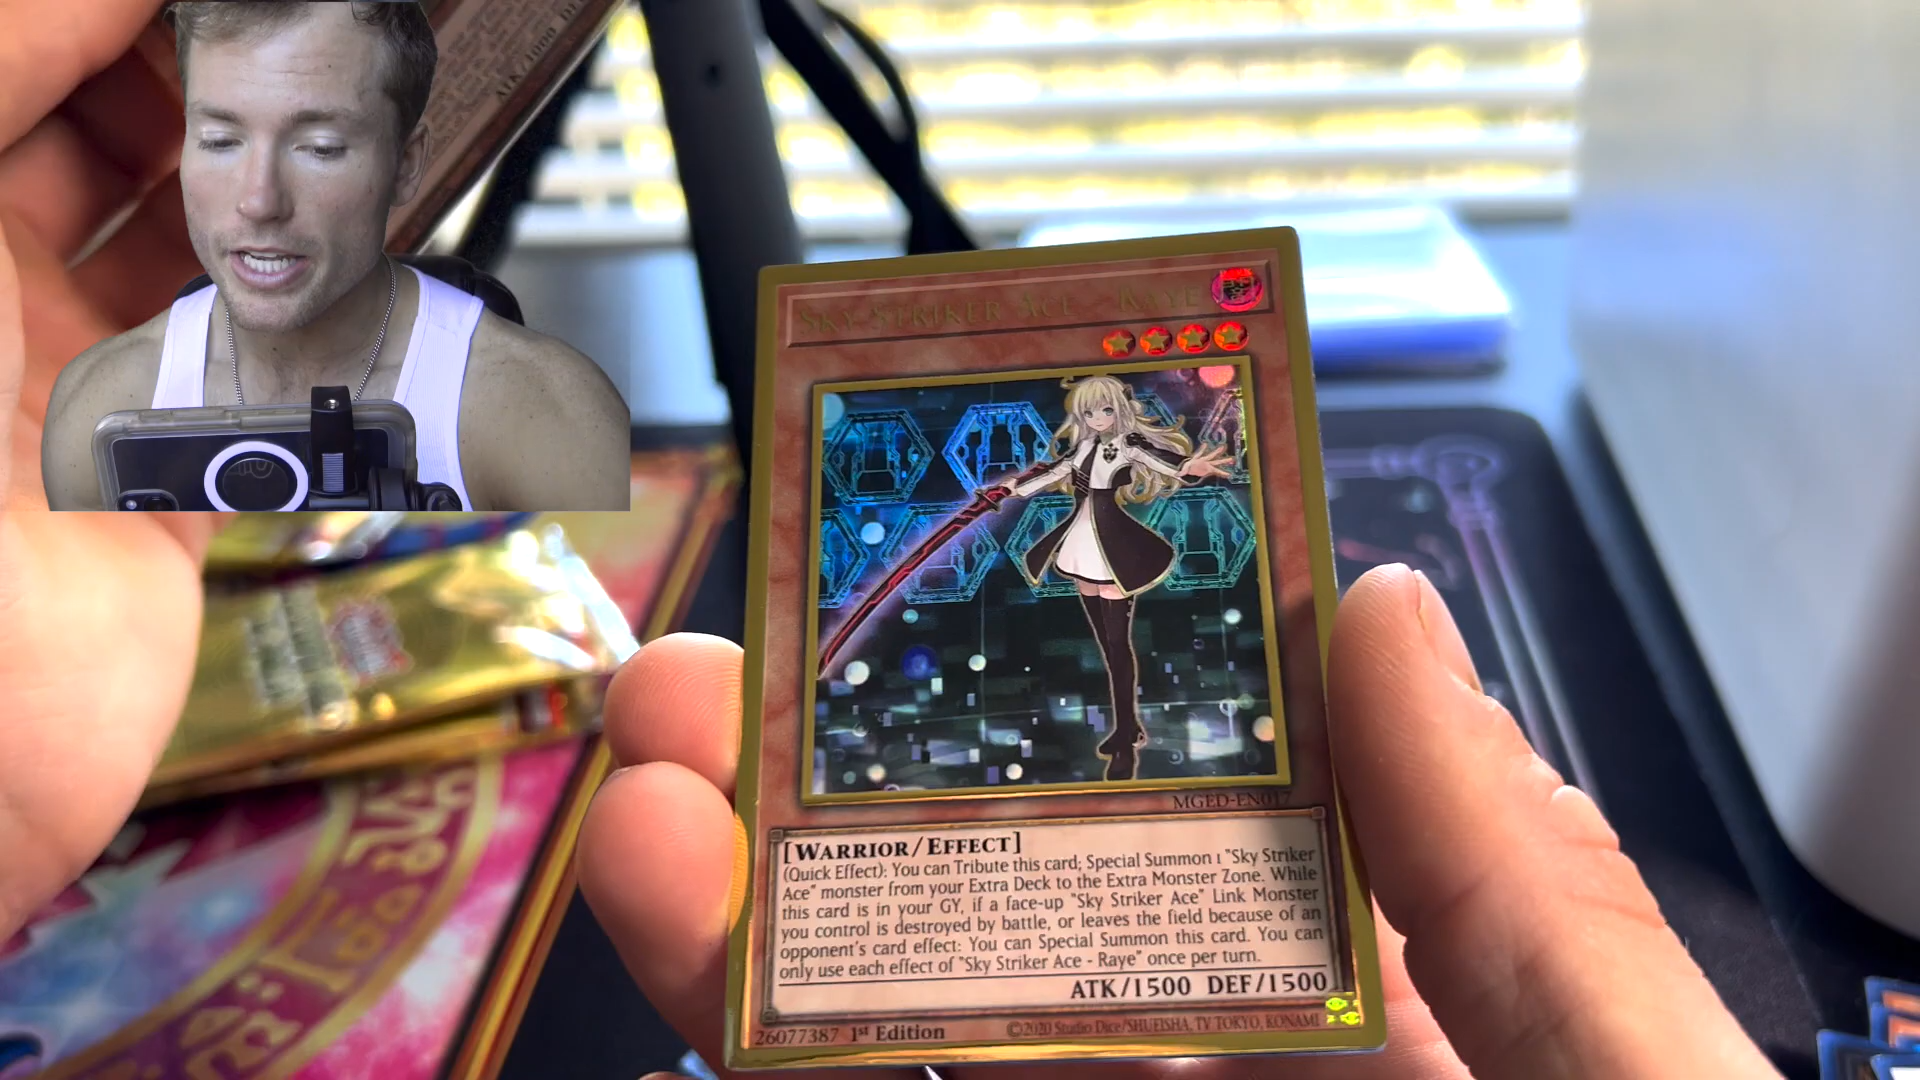 ATK/1000 DEF
SKY STRIKER ACE - RAYE
MGED-EN017
[WARRIOR/EFFECT]
(Quick Effect): You can Tribute this card; Special Summon 1 "Sky Striker
Ace" monster from your Extra Deck to the Extra Monster Zone. While
this card is in your GY, if a face-up "Sky Striker Ace" Link Monster
you control is destroyed by battle, or leaves the field because of an
opponent's card effect: You can Special Summon this card. You can
only use each effect of "Sky Striker Ace - Raye" once per turn.
ATK/1500 DEF/1500
26077387 1st Edition
©2020 Studio Dice/SHUEISHA, TV TOKYO, KONAMI